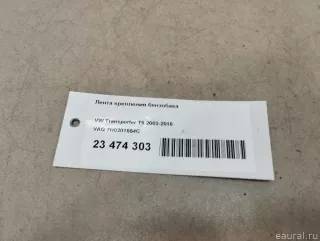 Лента крепления бензобака
VW Transporter T5 2003-2015
VAG 7H0201654C
23 474 303
eaural.ru/